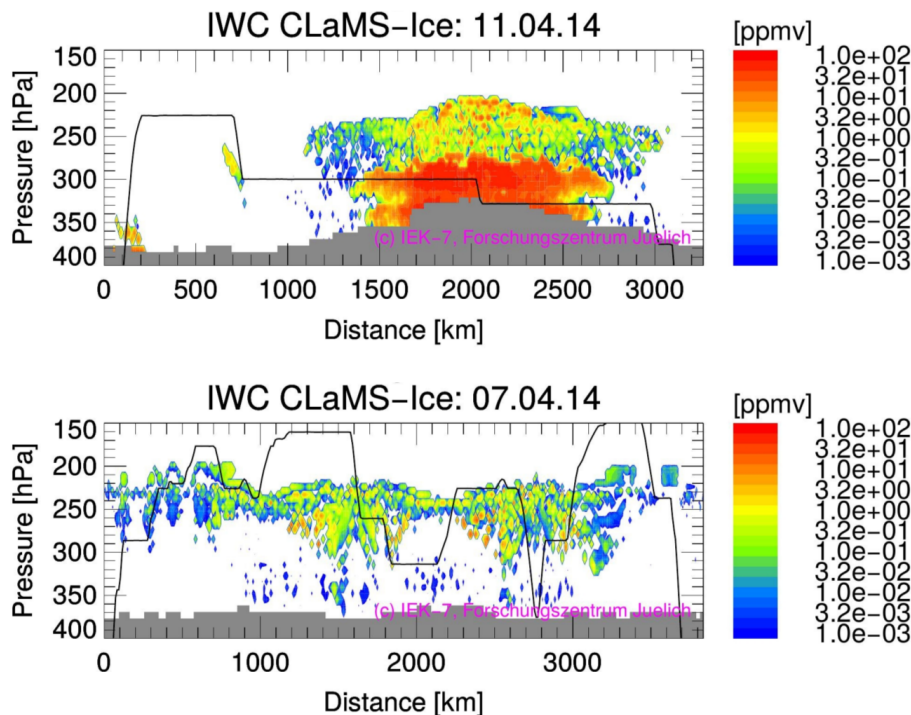 IWC CLaMS-Ice: 11.04.14
[ppmv]
Pressure [hPa]
150
200
250
300
350
400
1.0e+02
3.2e+01
1.0e+01
3.2e+00
1.0e+00
3.2e-01
1.0e-01
3.2e-02
1.0e-02
3.2e-03
1.0e-03
(c) IEK-7, Forschungszentrum Juelich
0 500 1000 1500 2000 2500 3000
Distance [km]
IWC CLaMS-Ice: 07.04.14
[ppmv]
Pressure [hPa]
150
200
250
300
350
400
1.0e+02
3.2e+01
1.0e+01
3.2e+00
1.0e+00
3.2e-01
1.0e-01
3.2e-02
1.0e-02
3.2e-03
1.0e-03
(c) IEK-7, Forschungszentrum Juelich
0 1000 2000 3000
Distance [km]